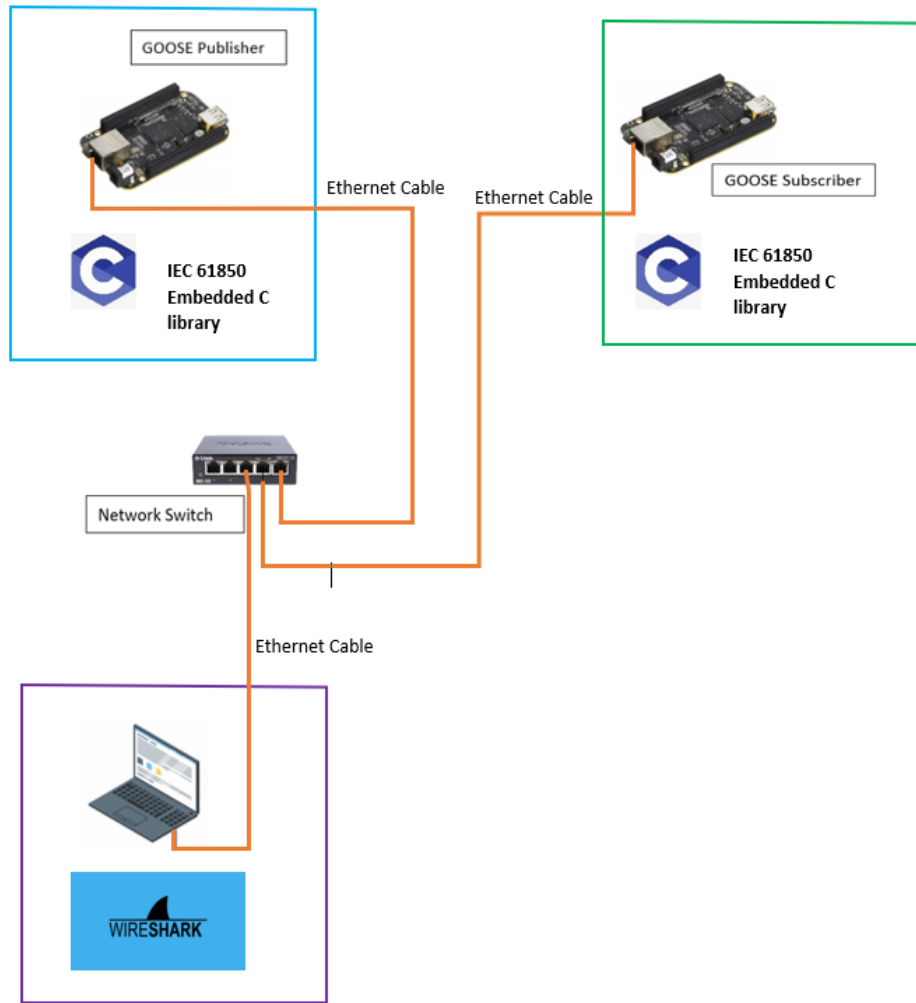 GOOSE Publisher
Ethernet Cable
Ethernet Cable
GOOSE Subscriber
IEC 61850
Embedded C
library
IEC 61850
Embedded C
library
D-Link
Network Switch
Ethernet Cable
WIRESHARK